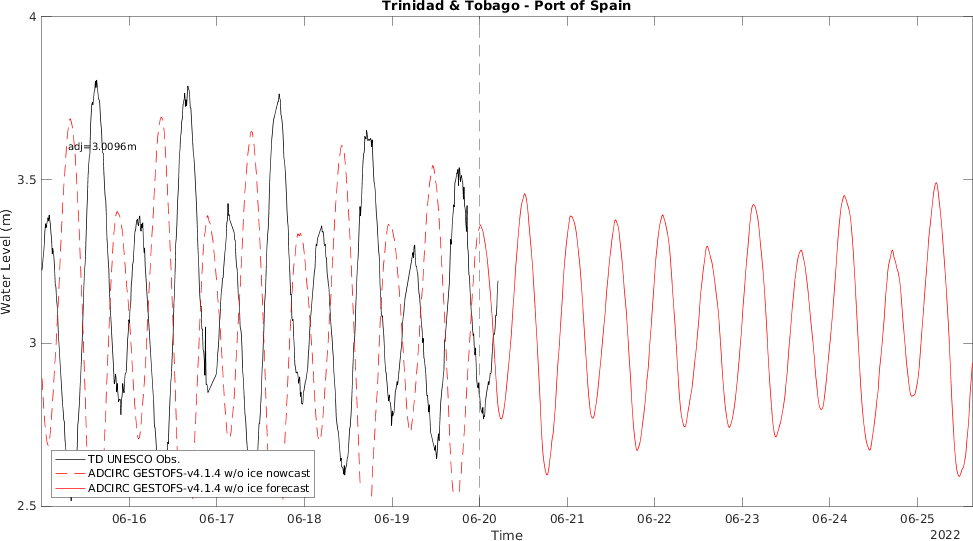 Trinidad & Tobago - Port of Spain
4
3.5
3
2.5
Water Level (m)
adj=3.0096m
TD UNESCO Obs.
ADCIRC GESTOFS-v4.1.4 w/o ice nowcast
ADCIRC GESTOFS-v4.1.4 w/o ice forecast
06-16 06-17 06-18 06-19 06-20 06-21 06-22 06-23 06-24 06-25
Time
2022